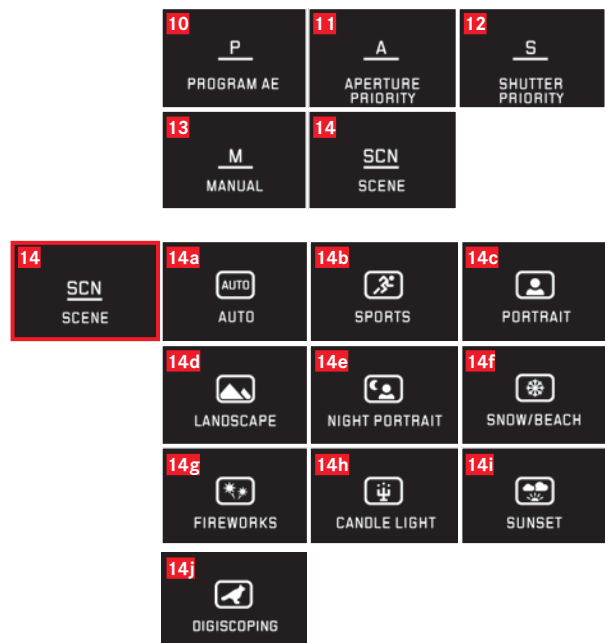 10
P
PROGRAM AE
11
A
APERTURE
PRIORITY
12
S
SHUTTER
PRIORITY
13
M
MANUAL
14
SCN
SCENE
14
SCN
SCENE
14a
AUTO
AUTO
14b
SPORTS
14c
PORTRAIT
14d
LANDSCAPE
14e
NIGHT PORTRAIT
14f
SNOW/BEACH
14g
FIREWORKS
14h
CANDLE LIGHT
14i
SUNSET
14j
DIGISCOPING